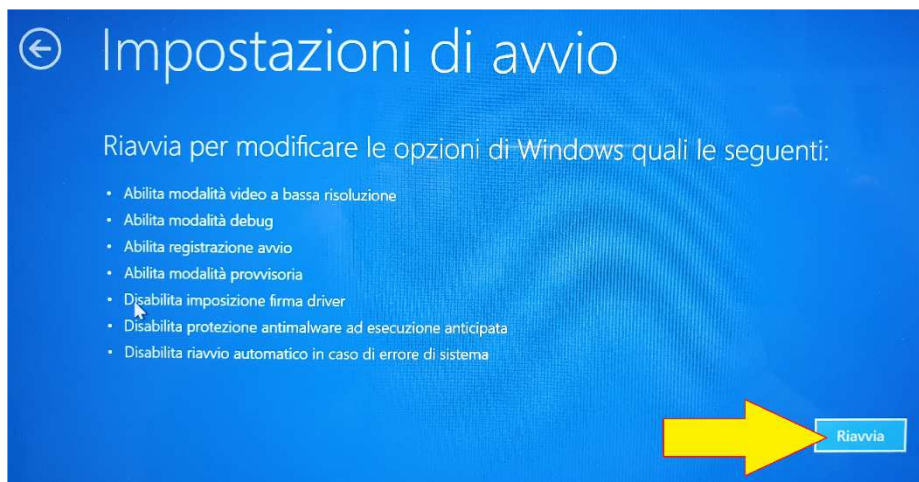 Impostazioni di avvio
Riavvia per modificare le opzioni di Windows quali le seguenti:
• Abilita modalità video a bassa risoluzione
• Abilita modalità debug
• Abilita registrazione avvio
• Abilita modalità provvisoria
• Disabilita imposizione firma driver
• Disabilita protezione antimalware ad esecuzione anticipata
• Disabilita riavvio automatico in caso di errore di sistema
Riavvia